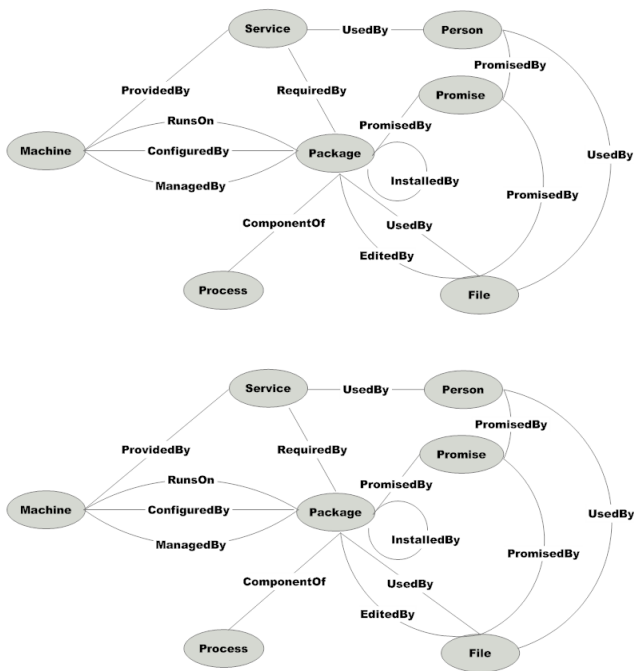 Service
UsedBy
Person
PromisedBy
ProvidedBy
RequiredBy
Promise
RunsOn
PromisedBy
Machine
ConfiguredBy
Package
UsedBy
ManagedBy
InstalledBy
PromisedBy
ComponentOf
UsedBy
EditedBy
Process
File
Service
UsedBy
Person
PromisedBy
ProvidedBy
RequiredBy
Promise
RunsOn
PromisedBy
Machine
ConfiguredBy
Package
UsedBy
ManagedBy
InstalledBy
PromisedBy
ComponentOf
UsedBy
EditedBy
Process
File